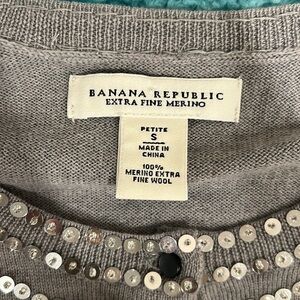 BANANA REPUBLIC
EXTRA FINE MERINO
PETITE
S
MADE IN
CHINA
100%
MERINO EXTRA
FINE WOOL